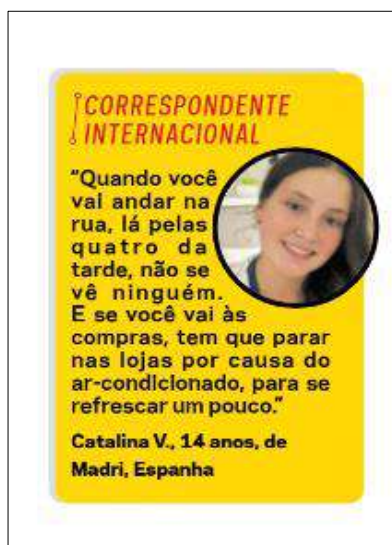 CORRESPONDENTE
INTERNACIONAL
“Quando você
vai andar na
rua, lá pelas
quatro da
tarde, não se
vê ninguém.
E se você vai às
compras, tem que parar
nas lojas por causa do
ar-condicionado, para se
refrescar um pouco.”
Catalina V., 14 anos, de
Madri, Espanha